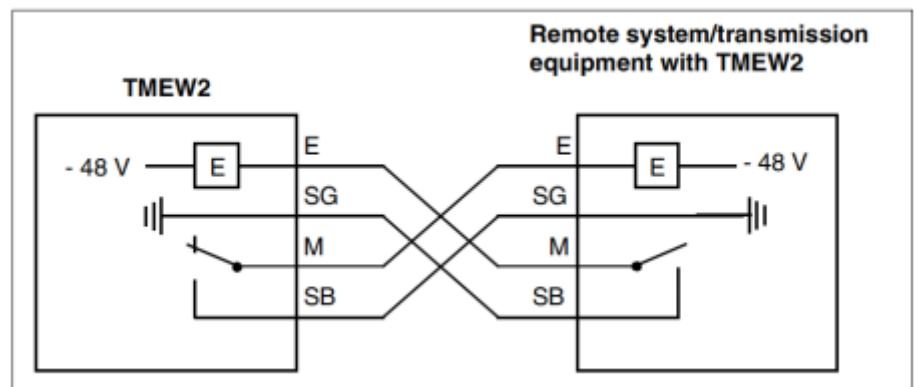 Remote system/transmission
equipment with TMEW2
TMEW2
E E
- 48 V E E - 48 V
SG SG
M M
SB SB